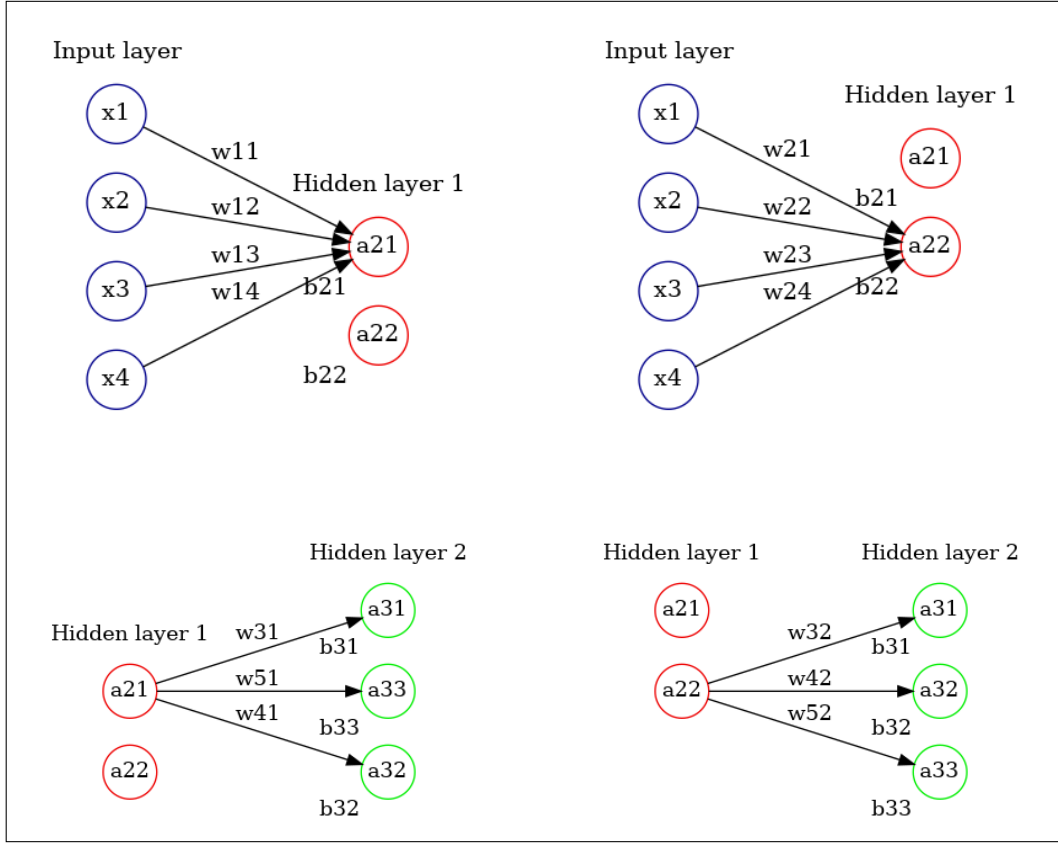 Input layer
x1
w11
Hidden layer 1
x2
w12
a21
w13
x3
w14
b21
a22
x4
b22
Input layer
Hidden layer 1
x1
w21
a21
x2
b21
w22
a22
w23
x3
w24
b22
x4
Hidden layer 2
a31
Hidden layer 1
w31
b31
a21
w51
a33
w41
b33
a22
a32
b32
Hidden layer 1
Hidden layer 2
a21
a31
w32
b31
a22
w42
a32
w52
b32
a33
b33